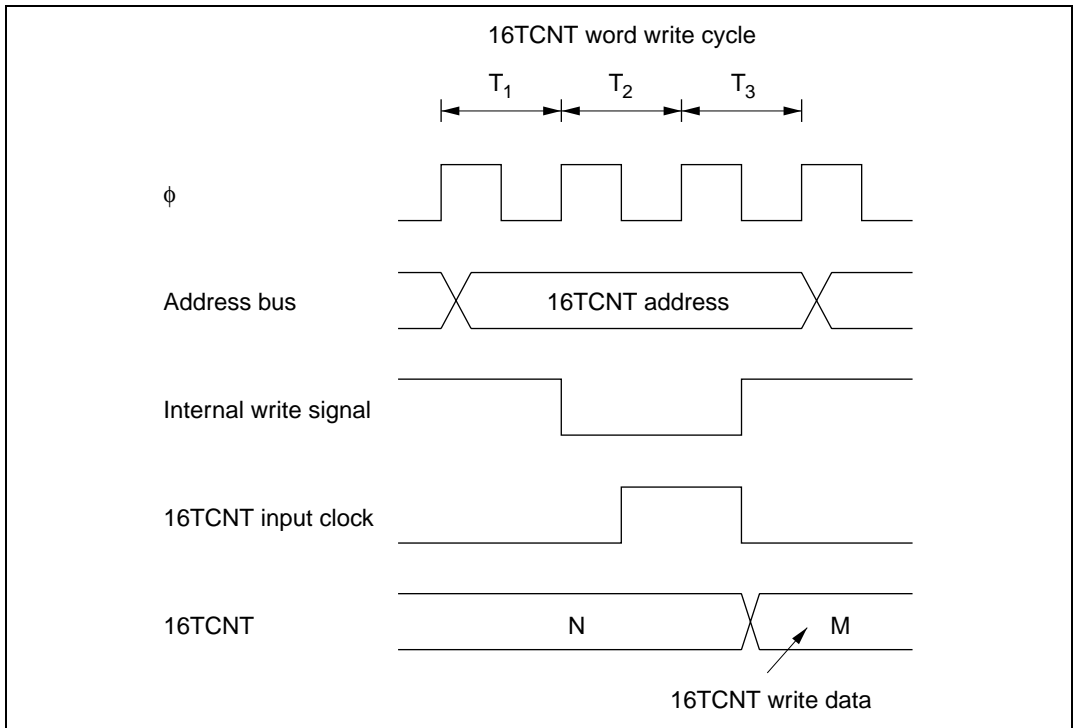 16TCNT word write cycle
T1 T2 T3
φ
Address bus
16TCNT address
Internal write signal
16TCNT input clock
16TCNT
N
M
16TCNT write data